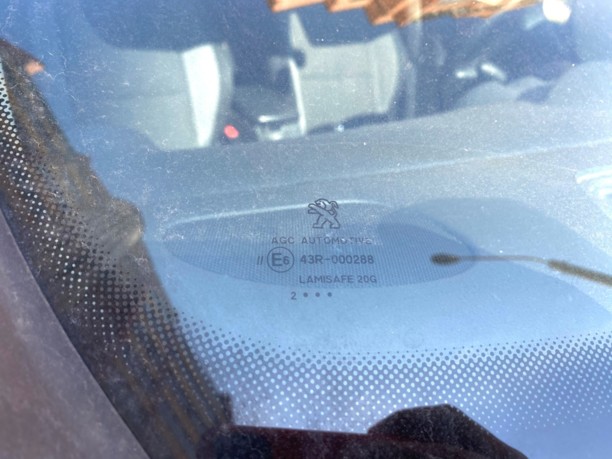 AGC AUTOMOTIVE
II E6 43R-000288
LAMISAFE 20G
2 • • •